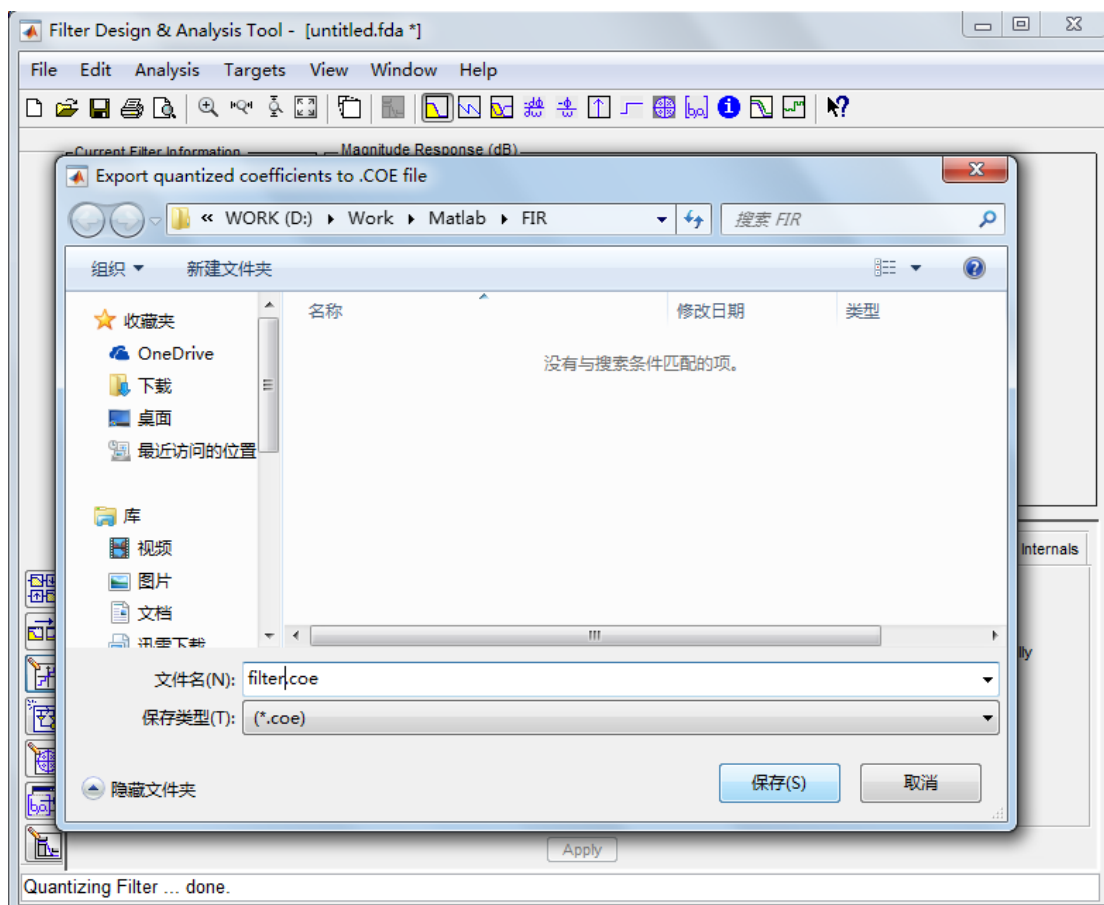 Filter Design & Analysis Tool - [untitled.fda *]
File Edit Analysis Targets View Window Help
Current Filter Information Magnitude Response (dB)
Export quantized coefficients to .COE file
« WORK (D:) Work Matlab FIR 搜索 FIR
组织 新建文件夹
名称 修改日期 类型
收藏夹
没有与搜索条件匹配的项。
OneDrive
下载
桌面
最近访问的位置
库
视频
Internals
图片
文档
迅雷下载
lly
文件名(N): filter.coe
保存类型(T): (*.coe)
隐藏文件夹 保存(S) 取消
Apply
Quantizing Filter ... done.